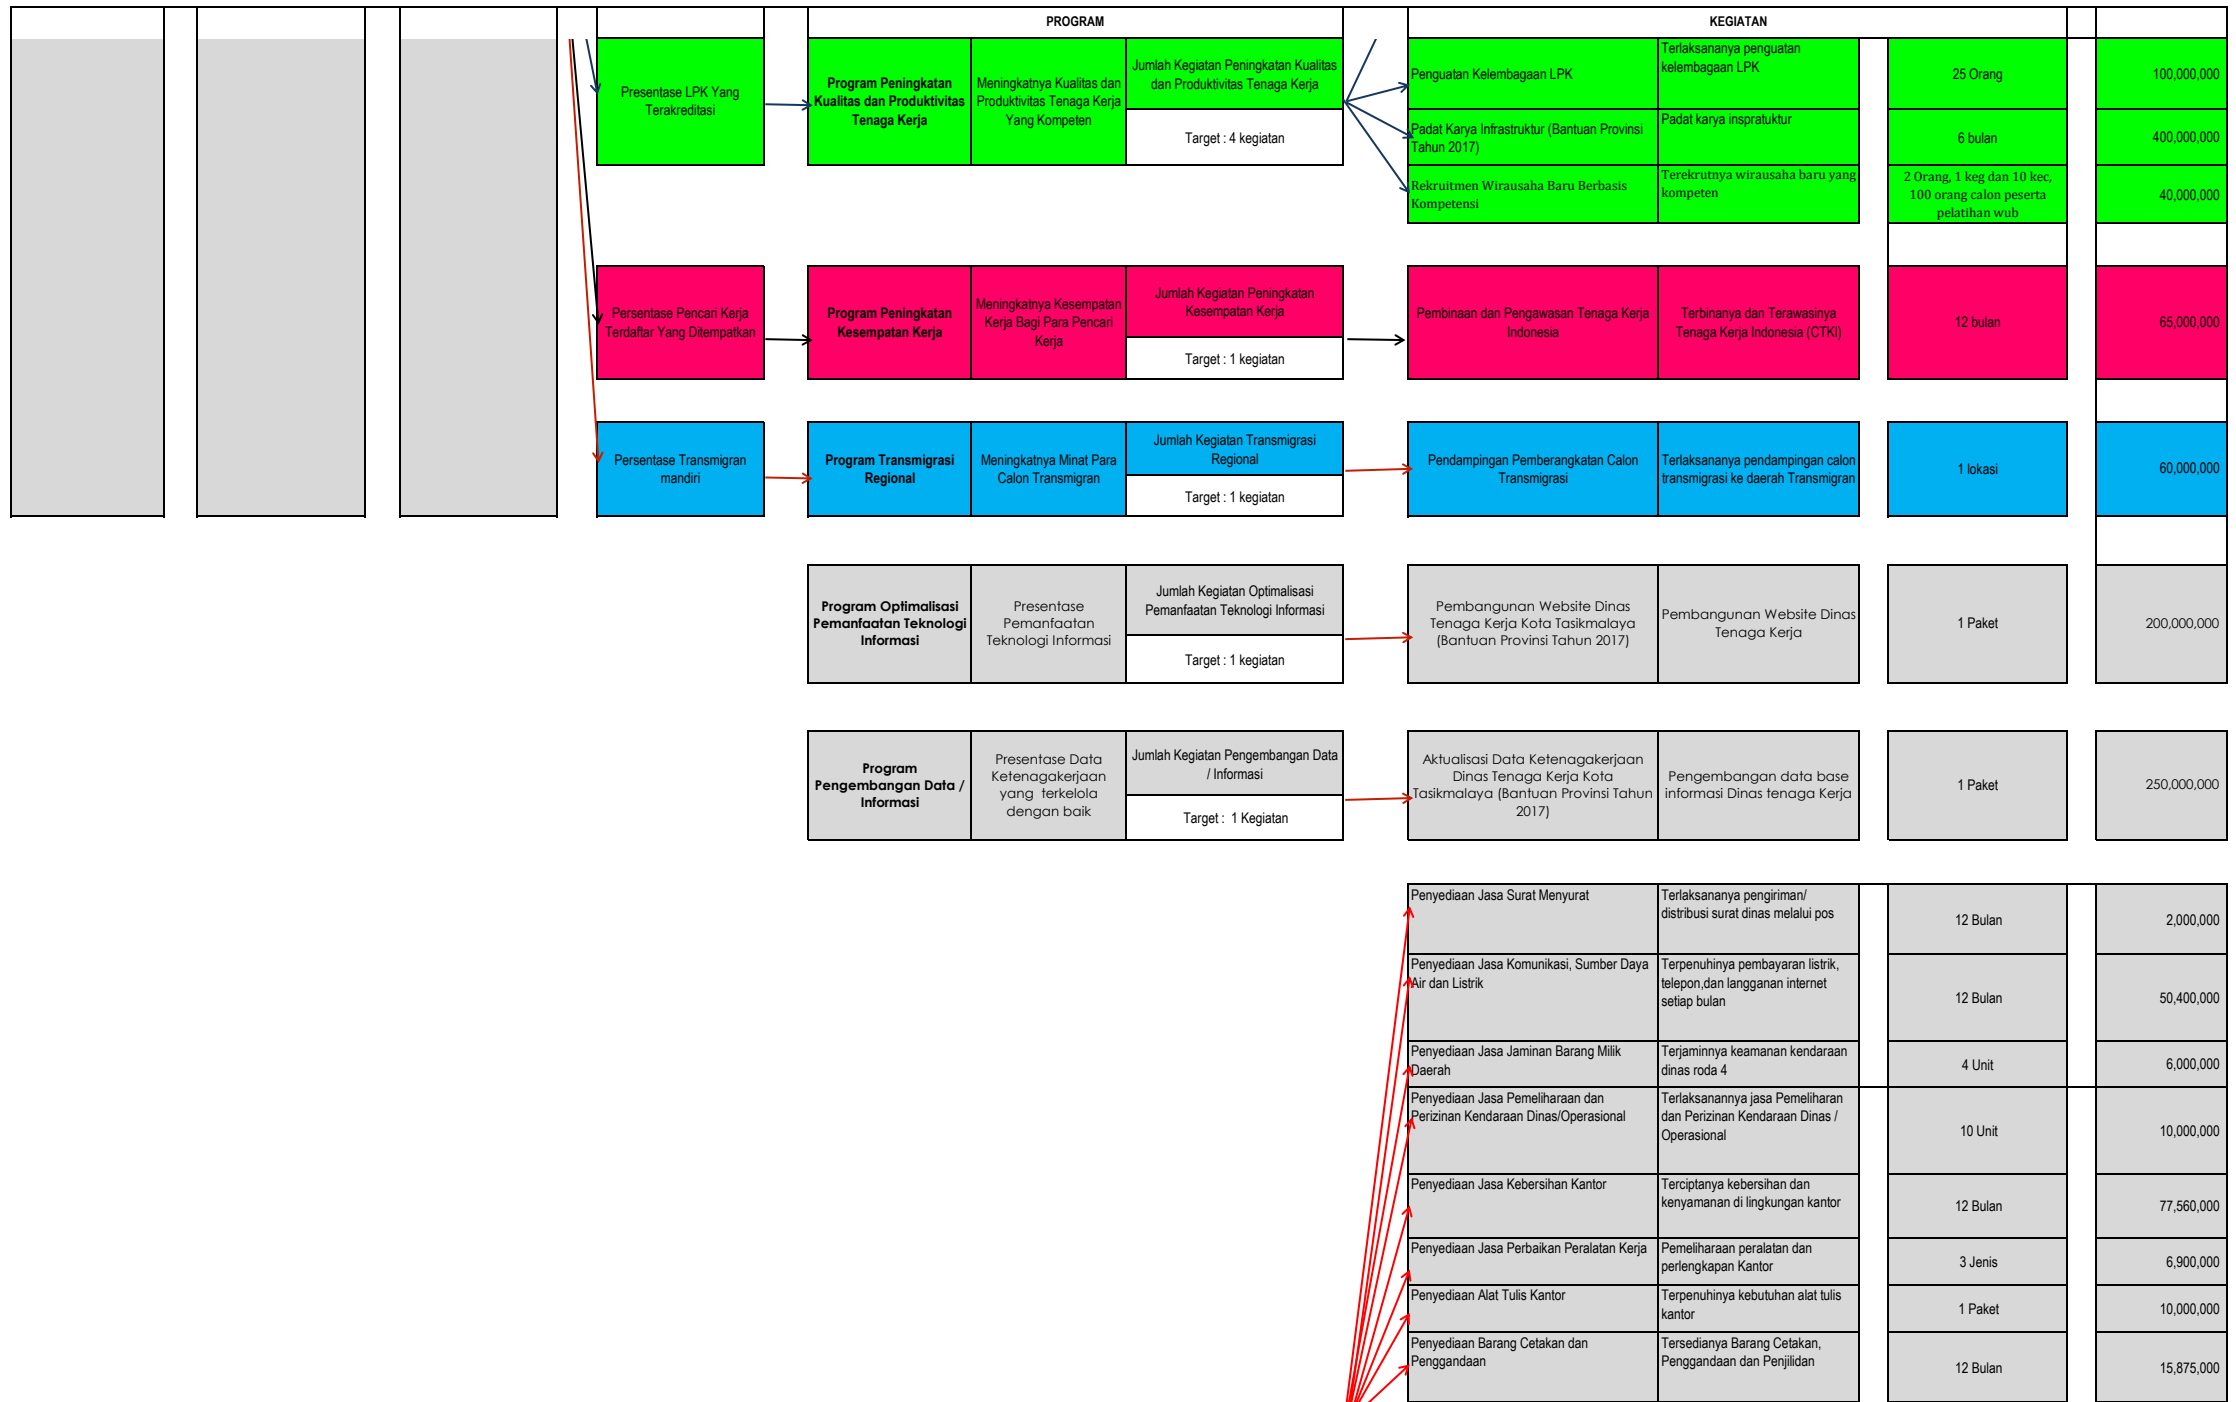 PROGRAM
KEGIATAN
Presentase LPK Yang
Terakreditasi
Program Peningkatan
Kualitas dan Produktivitas
Tenaga Kerja
Meningkatnya Kualitas dan
Produktivitas Tenaga Kerja
Yang Kompeten
Jumlah Kegiatan Peningkatan Kualitas
dan Produktivitas Tenaga Kerja
Target : 4 kegiatan
Penguatan Kelembagaan LPK
Terlaksananya penguatan
kelembagaan LPK
25 Orang
100,000,000
Padat Karya Infrastruktur (Bantuan Provinsi
Tahun 2017)
Padat karya inspratuktur
6 bulan
400,000,000
Rekruitmen Wirausaha Baru Berbasis
Kompetensi
Terekrutnya wirausaha baru yang
kompeten
2 Orang, 1 keg dan 10 kec,
100 orang calon peserta
pelatihan wub
40,000,000
Persentase Pencari Kerja
Terdaftar Yang Ditempatkan
Program Peningkatan
Kesempatan Kerja
Meningkatnya Kesempatan
Kerja Bagi Para Pencari
Kerja
Jumlah Kegiatan Peningkatan
Kesempatan Kerja
Target : 1 kegiatan
Pembinaan dan Pengawasan Tenaga Kerja
Indonesia
Terbinanya dan Terawasinya
Tenaga Kerja Indonesia (CTKI)
12 bulan
65,000,000
Persentase Transmigran
mandiri
Program Transmigrasi
Regional
Meningkatnya Minat Para
Calon Transmigran
Jumlah Kegiatan Transmigrasi
Regional
Target : 1 kegiatan
Pendampingan Pemberangkatan Calon
Transmigrasi
Terlaksananya pendampingan calon
transmigrasi ke daerah Transmigran
1 lokasi
60,000,000
Program Optimalisasi
Pemanfaatan Teknologi
Informasi
Presentase
Pemanfaatan
Teknologi Informasi
Jumlah Kegiatan Optimalisasi
Pemanfaatan Teknologi Informasi
Target : 1 kegiatan
Pembangunan Website Dinas
Tenaga Kerja Kota Tasikmalaya
(Bantuan Provinsi Tahun 2017)
Pembangunan Website Dinas
Tenaga Kerja
1 Paket
200,000,000
Program
Pengembangan Data /
Informasi
Presentase Data
Ketenagakerjaan
yang terkelola
dengan baik
Jumlah Kegiatan Pengembangan Data
/ Informasi
Target : 1 Kegiatan
Aktualisasi Data Ketenagakerjaan
Dinas Tenaga Kerja Kota
Tasikmalaya (Bantuan Provinsi Tahun
2017)
Pengembangan data base
informasi Dinas tenaga Kerja
1 Paket
250,000,000
Penyediaan Jasa Surat Menyurat
Terlaksananya pengiriman/
distribusi surat dinas melalui pos
12 Bulan
2,000,000
Penyediaan Jasa Komunikasi, Sumber Daya
Air dan Listrik
Terpenuhinya pembayaran listrik,
telepon,dan langganan internet
setiap bulan
12 Bulan
50,400,000
Penyediaan Jasa Jaminan Barang Milik
Daerah
Terjaminnya keamanan kendaraan
dinas roda 4
4 Unit
6,000,000
Penyediaan Jasa Pemeliharaan dan
Perizinan Kendaraan Dinas/Operasional
Terlaksanannya jasa Pemeliharan
dan Perizinan Kendaraan Dinas /
Operasional
10 Unit
10,000,000
Penyediaan Jasa Kebersihan Kantor
Terciptanya kebersihan dan
kenyamanan di lingkungan kantor
12 Bulan
77,560,000
Penyediaan Jasa Perbaikan Peralatan Kerja
Pemeliharaan peralatan dan
perlengkapan Kantor
3 Jenis
6,900,000
Penyediaan Alat Tulis Kantor
Terpenuhinya kebutuhan alat tulis
kantor
1 Paket
10,000,000
Penyediaan Barang Cetakan dan
Penggandaan
Tersedianya Barang Cetakan,
Penggandaan dan Penjilidan
12 Bulan
15,875,000